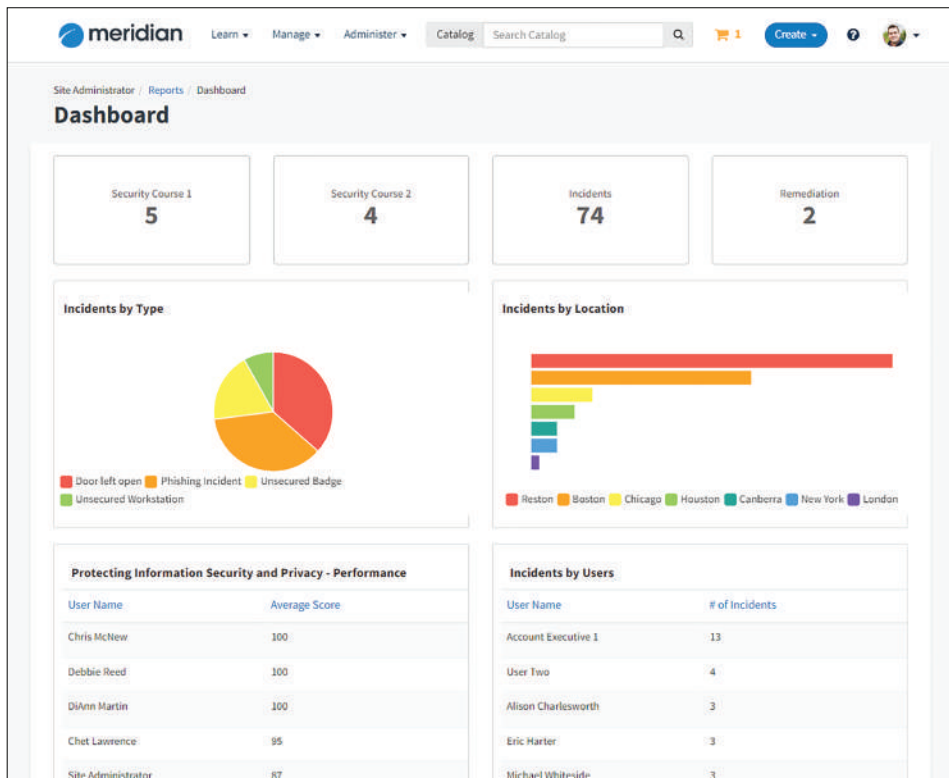 meridian Learn Manage Administer Catalog Search Catalog 1 Create
Site Administrator / Reports / Dashboard
Dashboard
Security Course 1
5
Security Course 2
4
Incidents
74
Remediation
2
Incidents by Type
Door left open Phishing Incident Unsecured Badge
Unsecured Workstation
Incidents by Location
Reston Boston Chicago Houston Canberra New York London
Protecting Information Security and Privacy - Performance
User Name Average Score
Chris McNew 100
Debbie Reed 100
DiAnn Martin 100
Chet Lawrence 95
Site Administrator 87
Incidents by Users
User Name # of Incidents
Account Executive 1 13
User Two 4
Alison Charlesworth 3
Eric Harter 3
Michael Whiteside 3